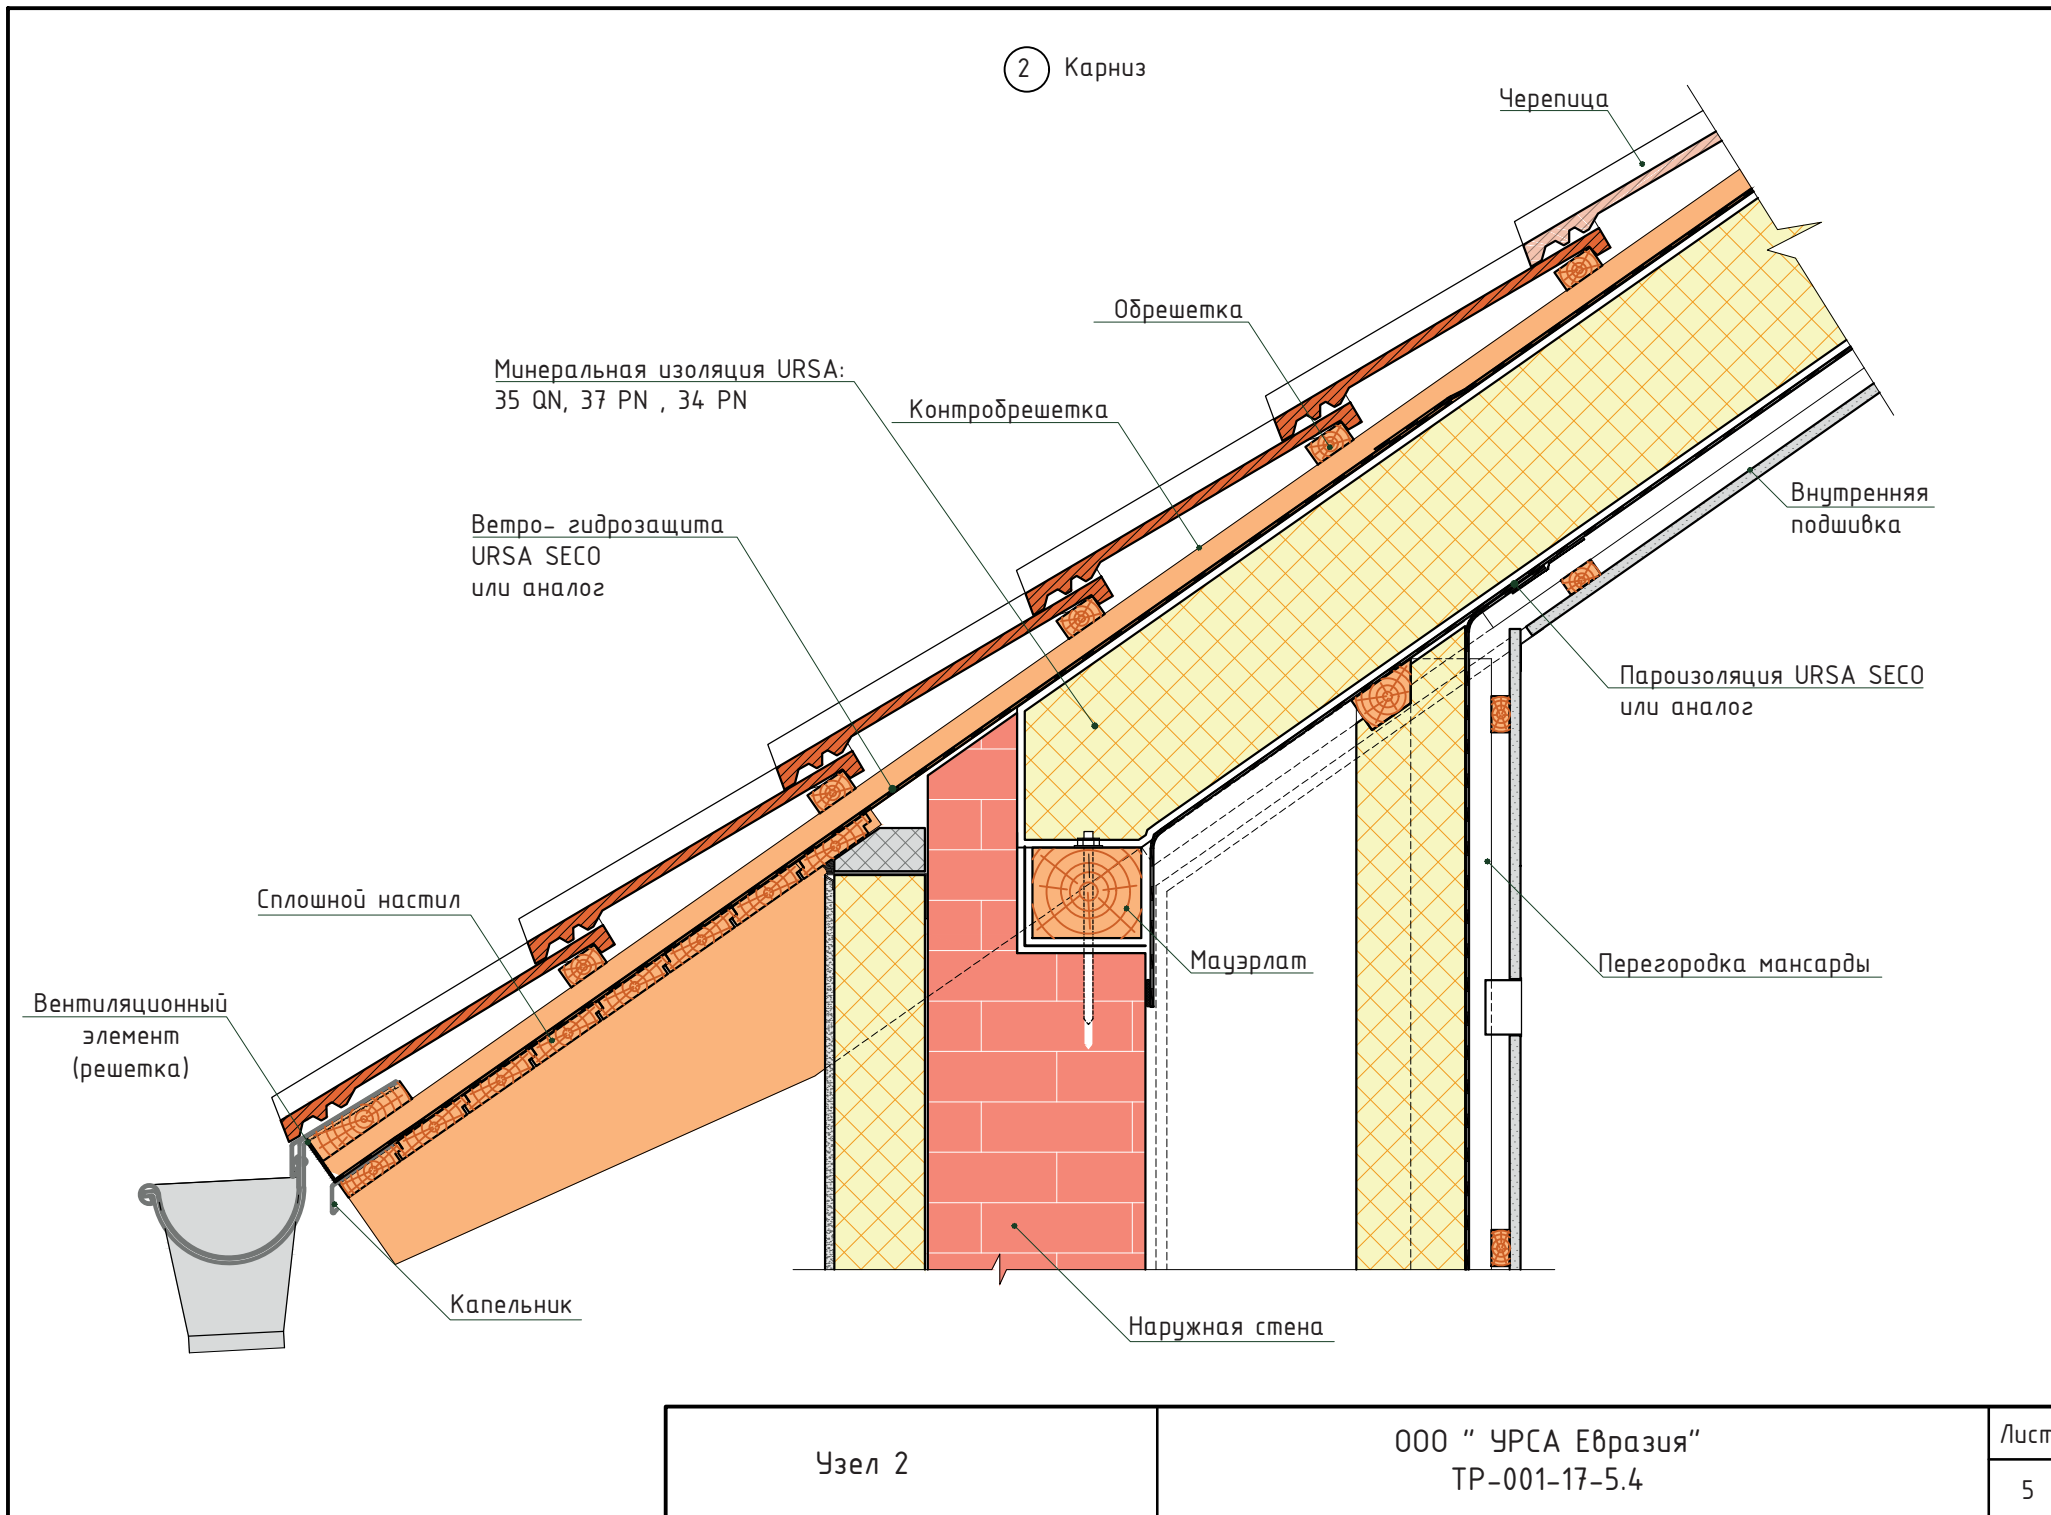 2 Карниз
Черепица
Обрешетка
Минеральная изоляция URSA:
35 QN, 37 PN , 34 PN
Контробрешетка
Внутренняя
подшивка
Ветро- гидрозащита
URSA SECO
или аналог
Пароизоляция URSA SECO
или аналог
Сплошной настил
Мауэрлат
Перегородка мансарды
Вентиляционный
элемент
(решетка)
Капельник
Наружная стена
Узел 2
ООО " УРСА Евразия"
ТР-001-17-5.4
Лист
5